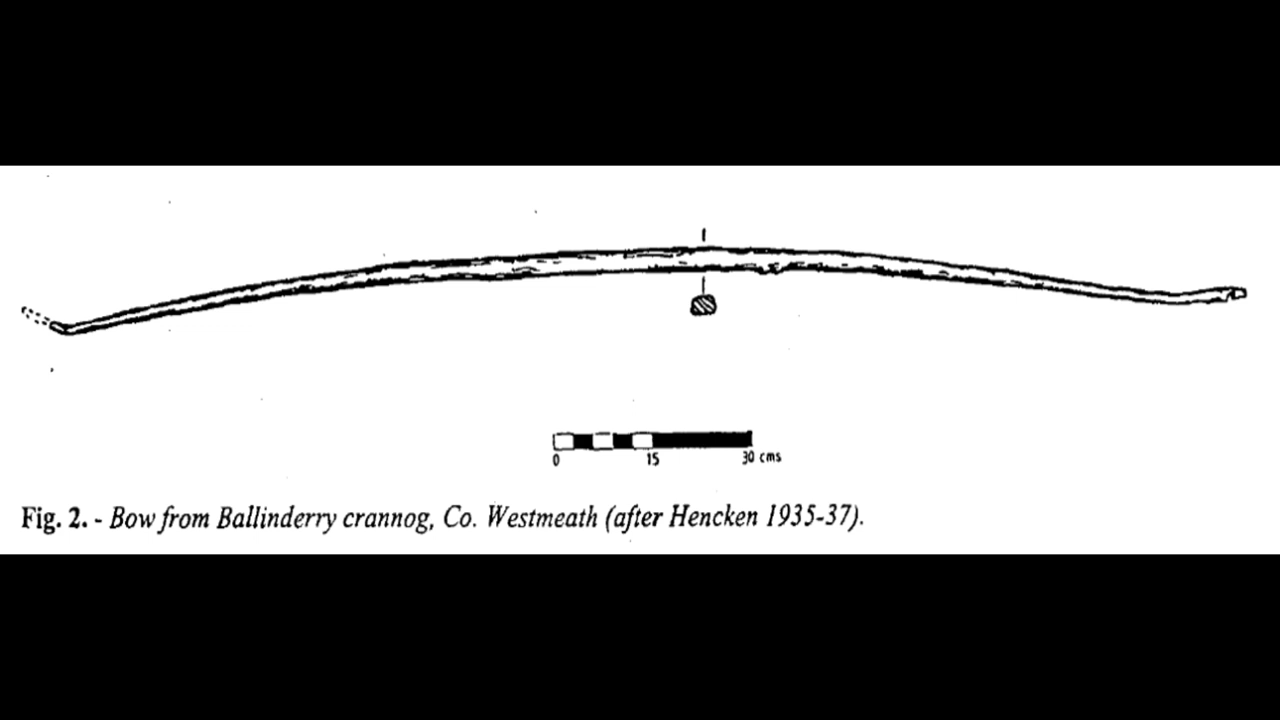 0 15 30 cms
Fig. 2. - Bow from Ballinderry crannog, Co. Westmeath (after Hencken 1935-37).